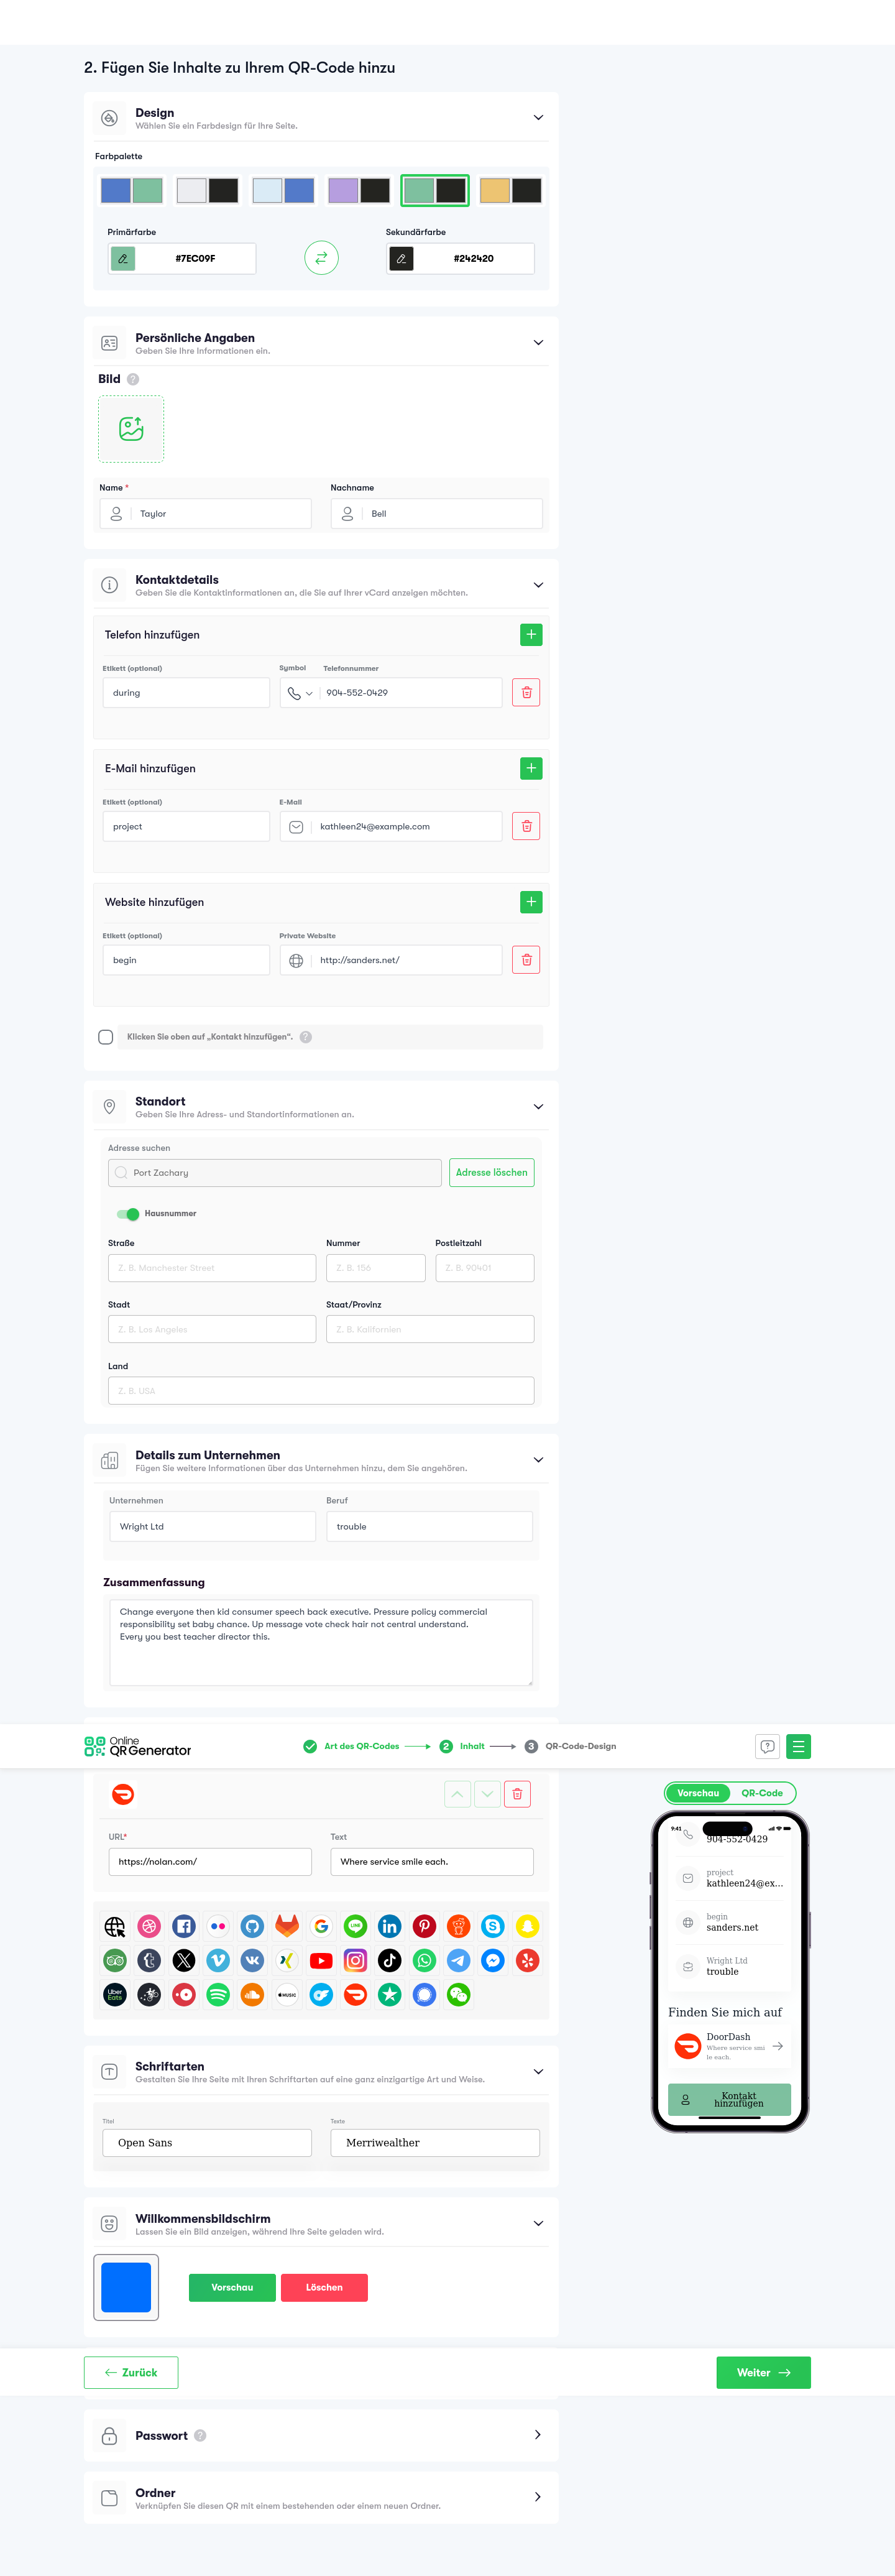 2. Fügen Sie Inhalte zu Ihrem QR-Code hinzu
Design
Wählen Sie ein Farbdesign für Ihre Seite.
Farbpalette
Primärfarbe
Sekundärfarbe
#7EC09F
#242420
Persönliche Angaben
Geben Sie Ihre Informationen ein.
Bild ?
Name *
Nachname
Taylor
Bell
Kontaktdetails
Geben Sie die Kontaktinformationen an, die Sie auf Ihrer vCard anzeigen möchten.
Telefon hinzufügen
Etikett (optional)
Symbol
Telefonnummer
during
904-552-0429
E-Mail hinzufügen
Etikett (optional)
E-Mail
project
kathleen24@example.com
Website hinzufügen
Etikett (optional)
Private Website
begin
http://sanders.net/
Klicken Sie oben auf „Kontakt hinzufügen". ?
Standort
Geben Sie Ihre Adress- und Standortinformationen an.
Adresse suchen
Port Zachary
Adresse löschen
Hausnummer
Straße
Nummer
Postleitzahl
Z. B. Manchester Street
Z. B. 156
Z. B. 90401
Stadt
Staat/Provinz
Z. B. Los Angeles
Z. B. Kalifornien
Land
Z. B. USA
Details zum Unternehmen
Fügen Sie weitere Informationen über das Unternehmen hinzu, dem Sie angehören.
Unternehmen
Beruf
Wright Ltd
trouble
Zusammenfassung
Change everyone then kid consumer speech back executive. Pressure policy commercial
responsibility set baby chance. Up message vote check hair not central understand.
Every you best teacher director this.
Online
QR Generator
Art des QR-Codes
2 Inhalt
3 QR-Code-Design
URL*
Text
https://nolan.com/
Where service smile each.
LINE
Uber
Eats
MUSIC
Schriftarten
Gestalten Sie Ihre Seite mit Ihren Schriftarten auf eine ganz einzigartige Art und Weise.
Titel
Texte
Open Sans
Merriwealther
Willkommensbildschirm
Lassen Sie ein Bild anzeigen, während Ihre Seite geladen wird.
Vorschau
Löschen
Vorschau
QR-Code
9:41
904-552-0429
project
kathleen24@ex...
begin
sanders.net
Wright Ltd
trouble
Finden Sie mich auf
DoorDash
Where service smi
le each.
Kontakt
hinzufügen
Zurück
Weiter
Passwort ?
Ordner
Verknüpfen Sie diesen QR mit einem bestehenden oder einem neuen Ordner.